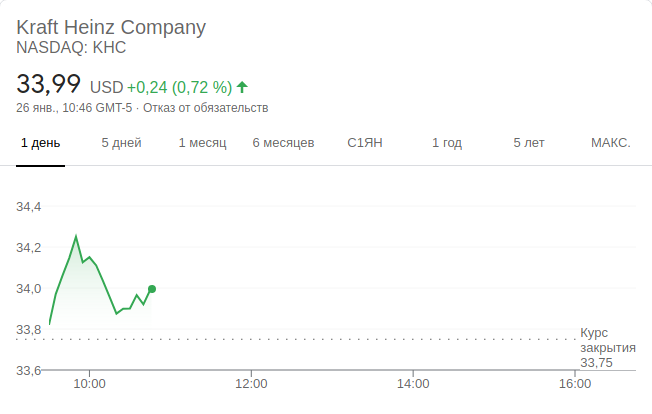 Kraft Heinz Company
NASDAQ: KHC
33,99 USD +0,24 (0,72 %)
26 янв., 10:46 GMT-5 · Отказ от обязательств
1 день 5 дней 1 месяц 6 месяцев С1ЯН 1 год 5 лет МАКС.
34,4
34,2
34,0
33,8
Курс
закрытия
33,75
33,6
10:00 12:00 14:00 16:00